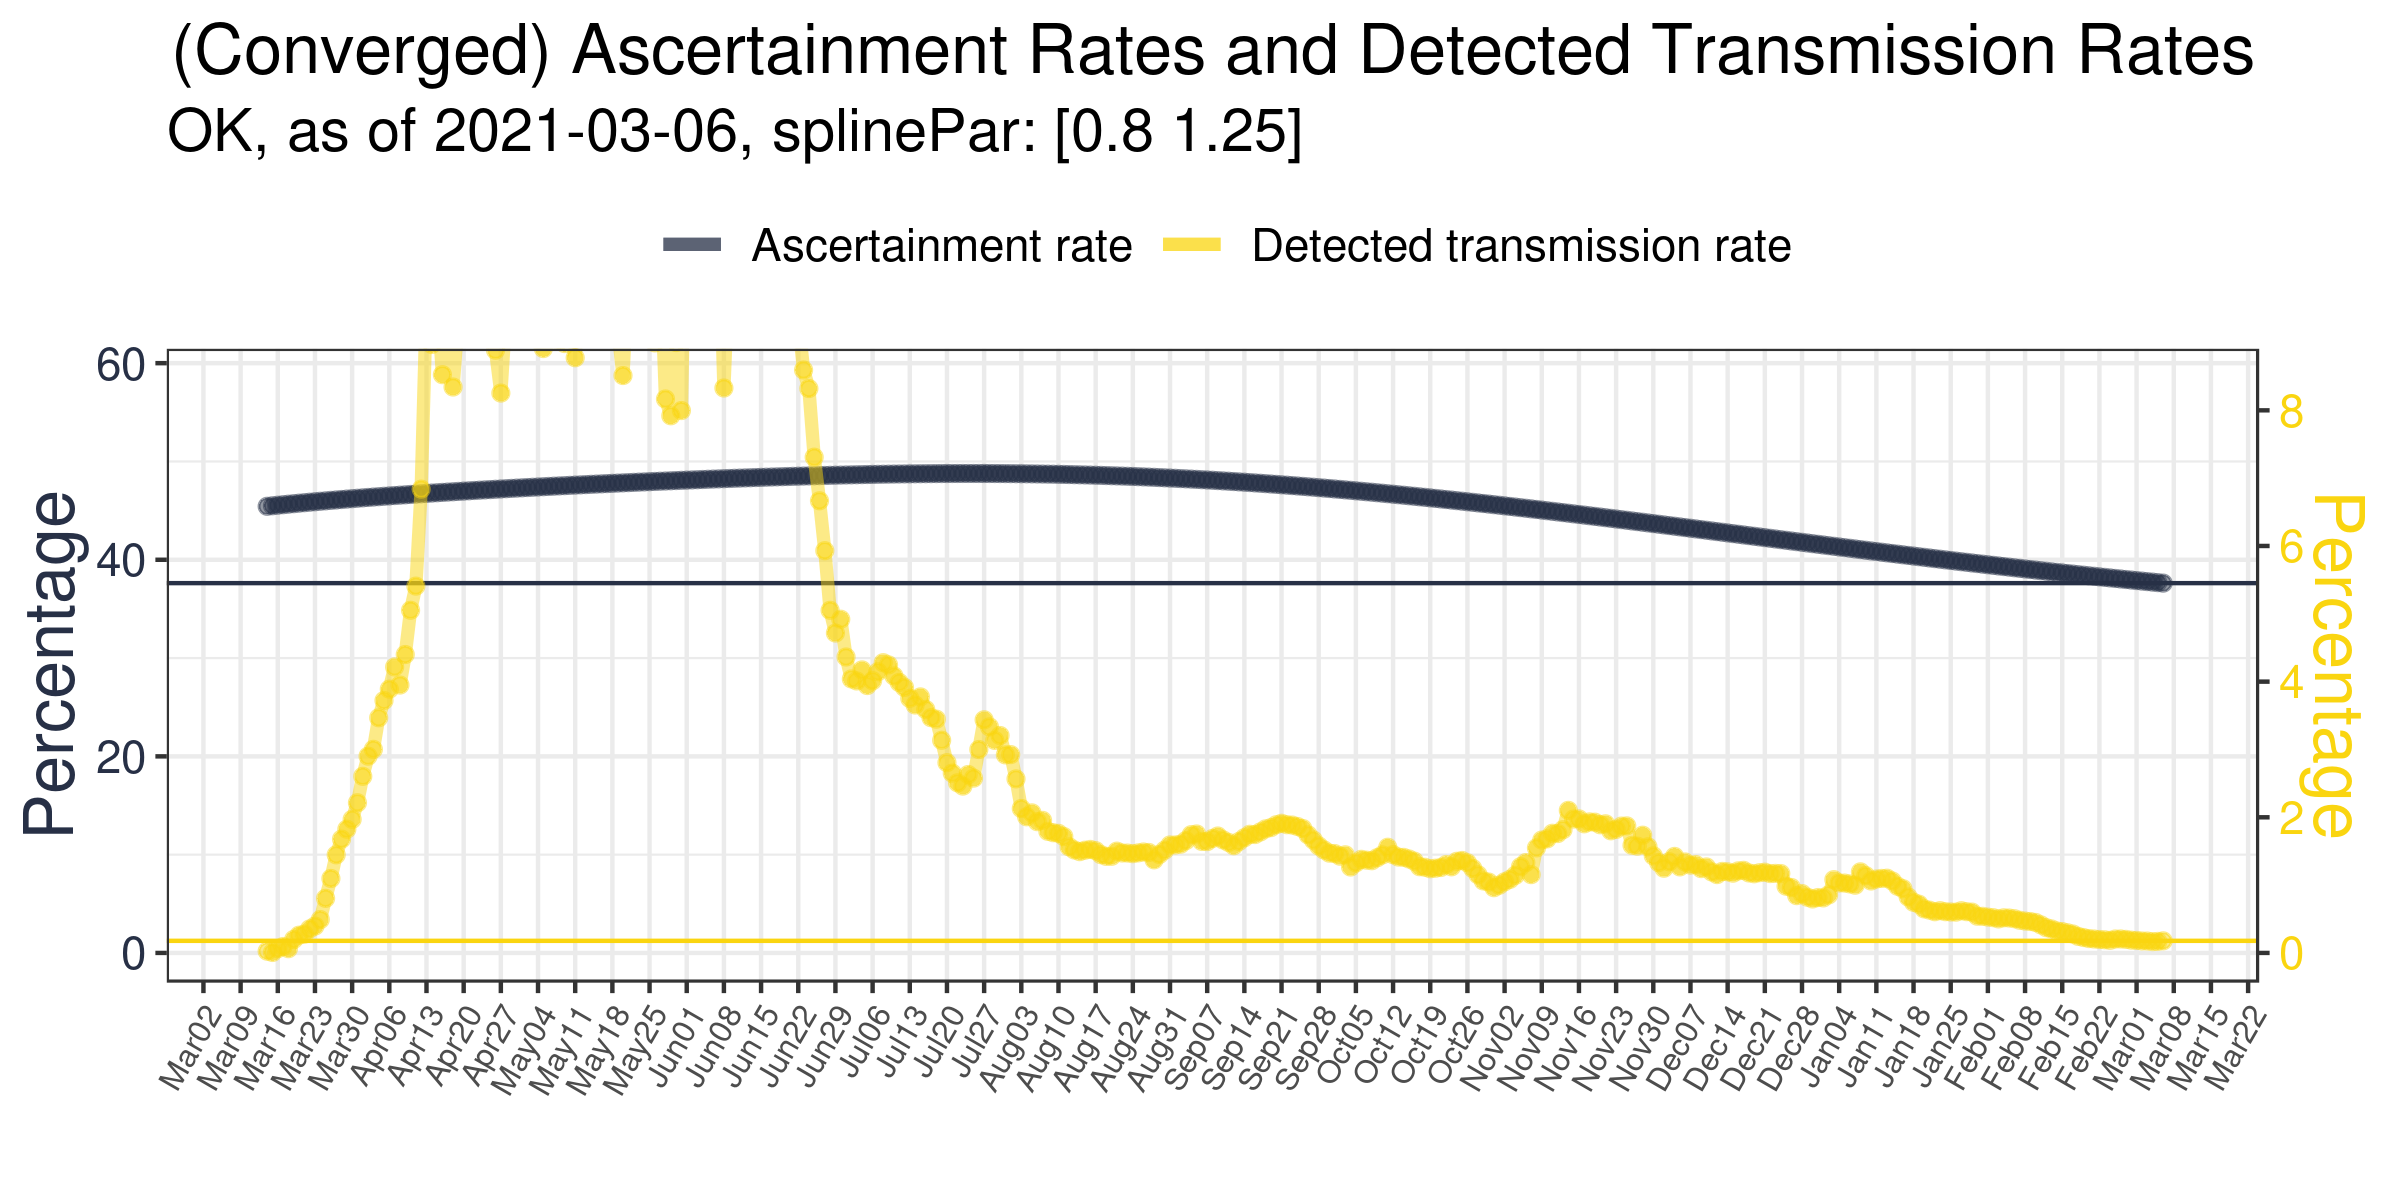 (Converged) Ascertainment Rates and Detected Transmission Rates
OK, as of 2021-03-06, splinePar: [0.8 1.25]
Ascertainment rate Detected transmission rate
Percentage
60
40
20
0
8
6
4
2
0
Percentage
Mar02 Mar09 Mar16 Mar23 Mar30 Apr06 Apr13 Apr20 Apr27 May04 May11 May18 May25 Jun01 Jun08 Jun15 Jun22 Jun29 Jul06 Jul13 Jul20 Jul27 Aug03 Aug10 Aug17 Aug24 Aug31 Sep07 Sep14 Sep21 Sep28 Oct05 Oct12 Oct19 Oct26 Nov02 Nov09 Nov16 Nov23 Nov30 Dec07 Dec14 Dec21 Dec28 Jan04 Jan11 Jan18 Jan25 Feb01 Feb08 Feb15 Feb22 Mar01 Mar08 Mar15 Mar22